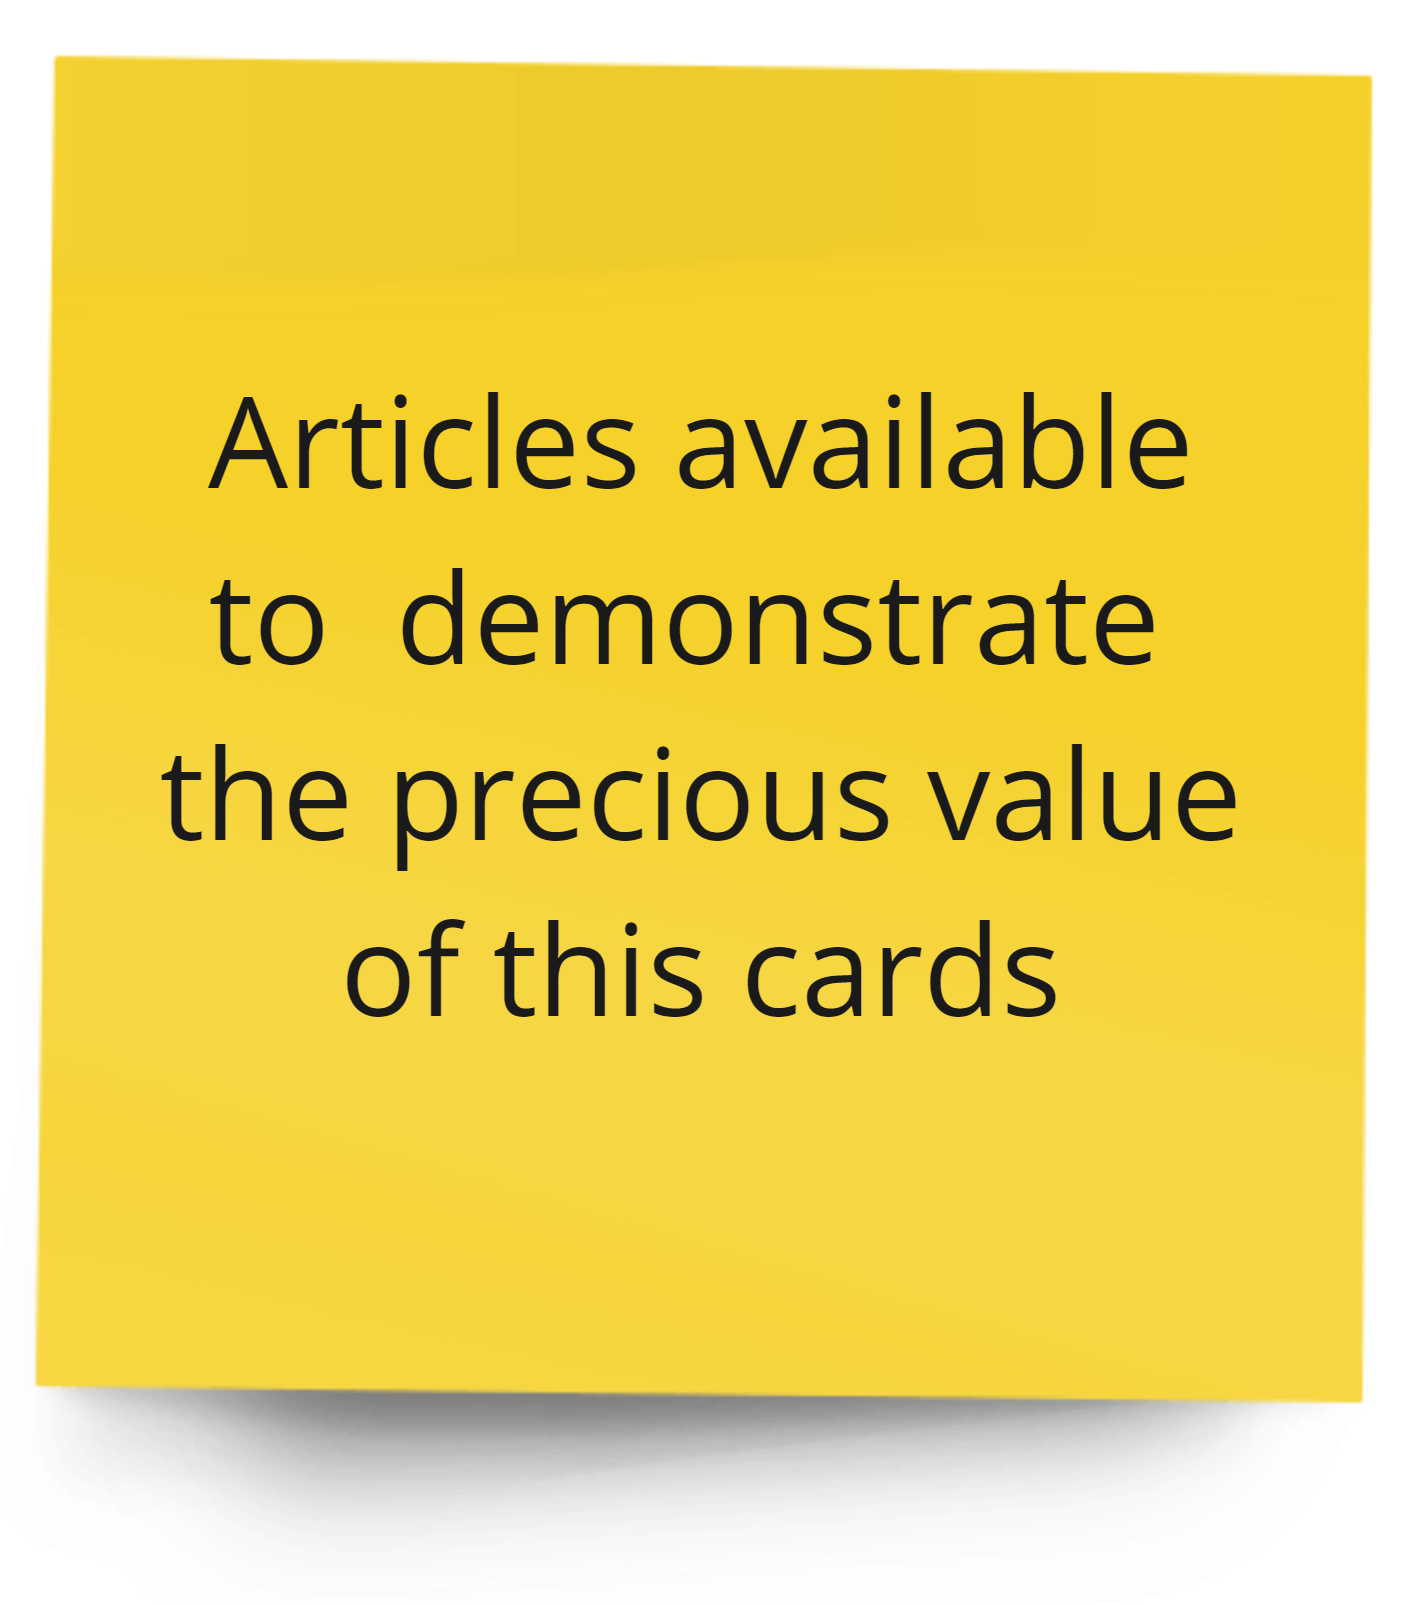 Articles available
to  demonstrate
the precious value
of this cards